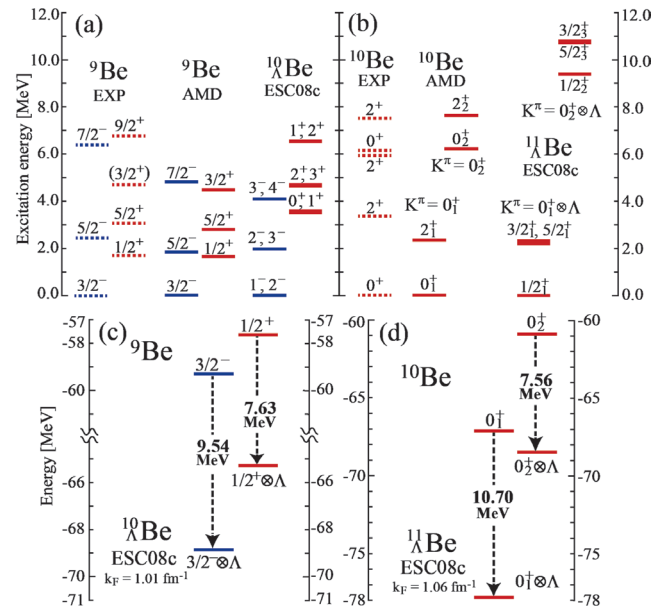 (a)
12.0
10.0
8.0
6.0
4.0
2.0
0.0
Excitation energy [MeV]
⁹Be
EXP
⁹Be
AMD
¹⁰ΛBe
ESC08c
7/2⁻
9/2⁺
(3/2⁺)
5/2⁻
5/2⁺
1/2⁺
3/2⁻
7/2⁻
3/2⁺
5/2⁺
5/2⁻
1/2⁺
3/2⁻
1⁺, 2⁺
2⁺, 3⁺
3⁻, 4⁻
0⁺, 1⁺
2⁻, 3⁻
1⁻, 2⁻
(b)
12.0
10.0
8.0
6.0
4.0
2.0
0.0
¹⁰Be
EXP
¹⁰Be
AMD
¹¹ΛBe
ESC08c
2⁺
0⁺
2⁺
2⁺
0⁺
2⁺₂
0⁺₂
K^π = 0⁺₂
K^π = 0⁺₁
2⁺₁
0⁺₁
3/2⁺₃
5/2⁺₃
1/2⁺₂
K^π = 0⁺₂⊗Λ
K^π = 0⁺₁⊗Λ
3/2⁺₁, 5/2⁺₁
1/2⁺₁
(c)
-57
-58
-60
-66
-68
-69
-71
Energy [MeV]
⁹Be
1/2⁺
3/2⁻
7.63
MeV
9.54
MeV
1/2⁺⊗Λ
3/2⁻⊗Λ
¹⁰ΛBe
ESC08c
k_F = 1.01 fm⁻¹
-57
-58
-60
-66
-68
-69
-71
(d)
-60
-65
-70
-75
-78
¹⁰Be
0⁺₂
0⁺₁
7.56
MeV
10.70
MeV
0⁺₂⊗Λ
0⁺₁⊗Λ
¹¹ΛBe
ESC08c
k_F = 1.06 fm⁻¹
-60
-65
-70
-75
-78